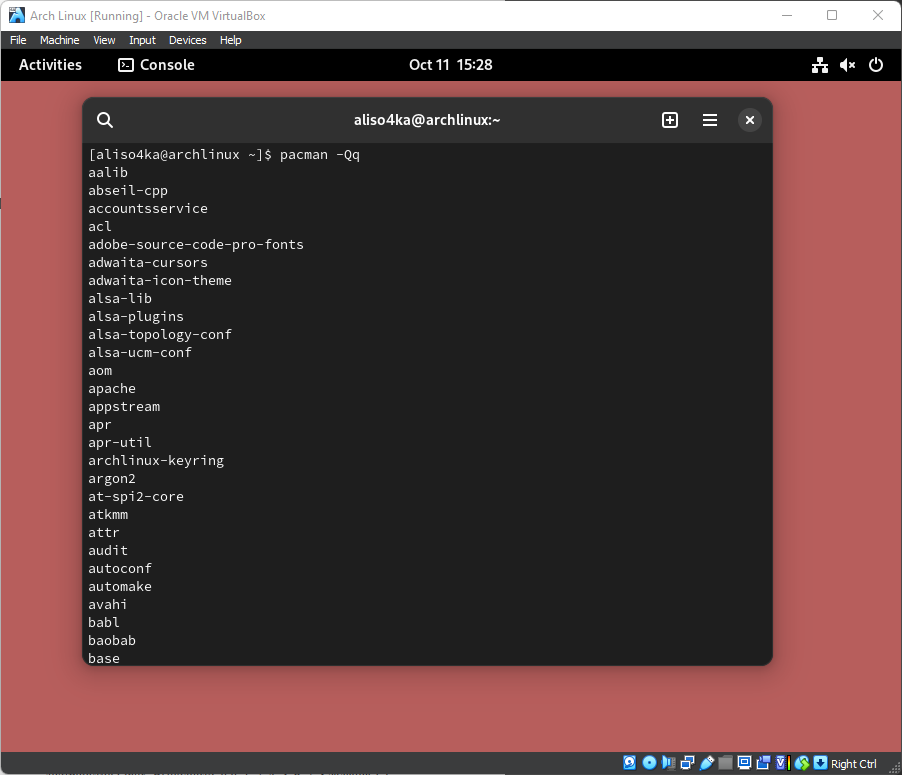 Arch Linux [Running] - Oracle VM VirtualBox
File Machine View Input Devices Help
Activities Console Oct 11 15:28
aliso4ka@archlinux:~
[aliso4ka@archlinux ~]$ pacman -Qq
aalib
abseil-cpp
accountsservice
acl
adobe-source-code-pro-fonts
adwaita-cursors
adwaita-icon-theme
alsa-lib
alsa-plugins
alsa-topology-conf
alsa-ucm-conf
aom
apache
appstream
apr
apr-util
archlinux-keyring
argon2
at-spi2-core
atkmm
attr
audit
autoconf
automake
avahi
babl
baobab
base
Right Ctrl